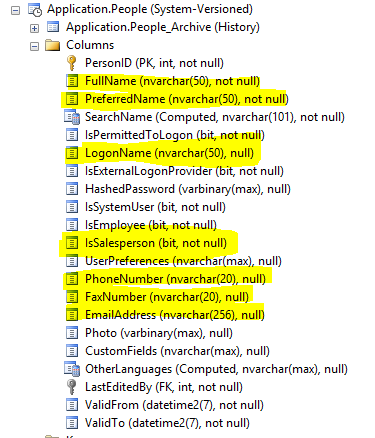 Application.People (System-Versioned)
Application.People_Archive (History)
Columns
PersonID (PK, int, not null)
FullName (nvarchar(50), not null)
PreferredName (nvarchar(50), not null)
SearchName (Computed, nvarchar(101), not null)
IsPermittedToLogon (bit, not null)
LogonName (nvarchar(50), null)
IsExternalLogonProvider (bit, not null)
HashedPassword (varbinary(max), null)
IsSystemUser (bit, not null)
IsEmployee (bit, not null)
IsSalesperson (bit, not null)
UserPreferences (nvarchar(max), null)
PhoneNumber (nvarchar(20), null)
FaxNumber (nvarchar(20), null)
EmailAddress (nvarchar(256), null)
Photo (varbinary(max), null)
CustomFields (nvarchar(max), null)
OtherLanguages (Computed, nvarchar(max), null)
LastEditedBy (FK, int, not null)
ValidFrom (datetime2(7), not null)
ValidTo (datetime2(7), not null)